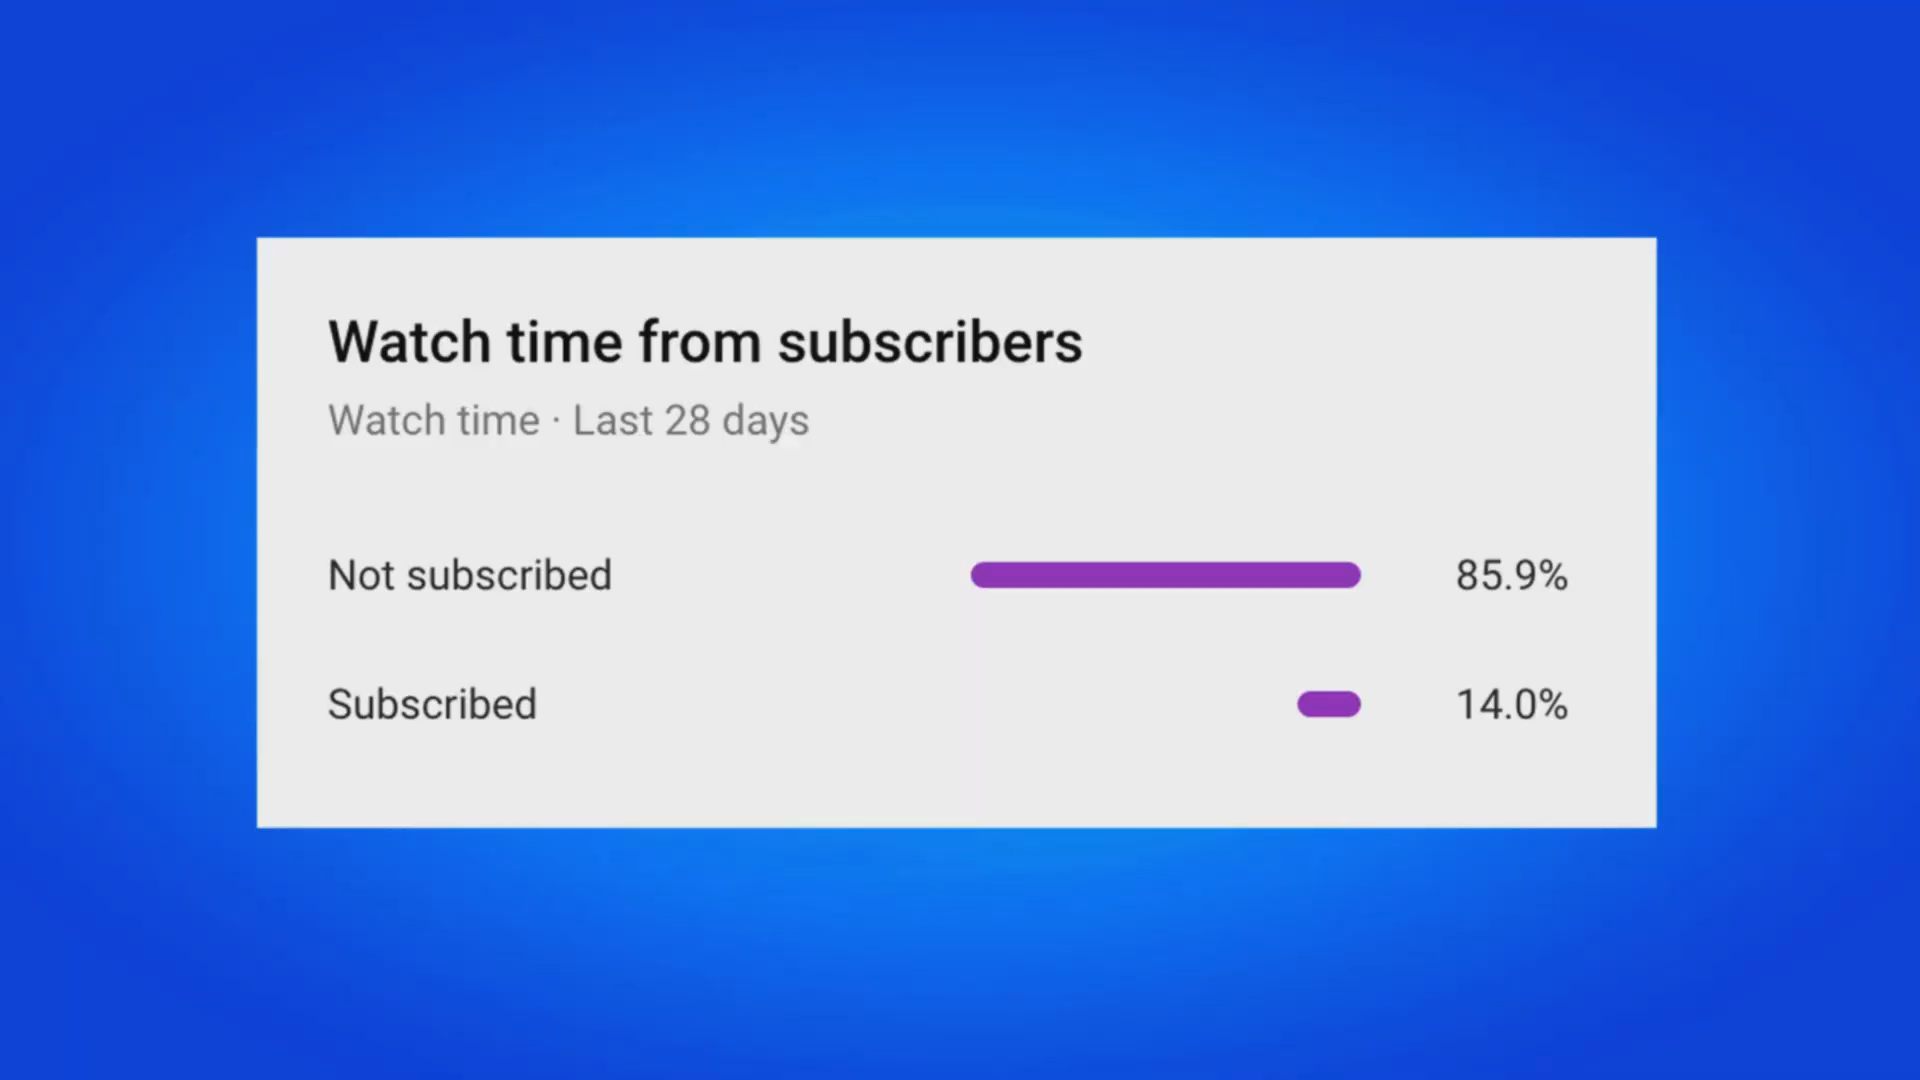 Watch time from subscribers
Watch time · Last 28 days
Not subscribed 85.9%
Subscribed 14.0%